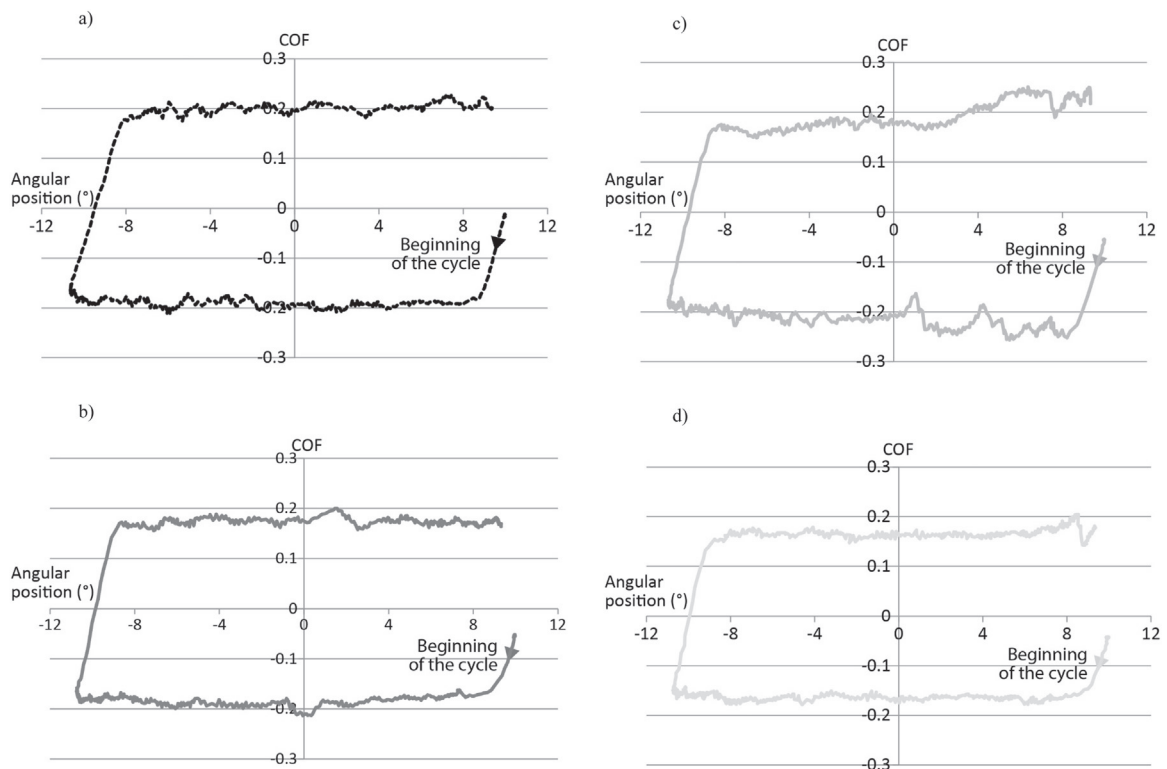 a)
COF
0.3
0.2
0.1
Angular
position (°)
0
-12
-8
-4
0
4
8
12
Beginning
of the cycle
-0.1
-0.2
-0.3
b)
COF
0.3
0.2
0.1
Angular
position (°)
0
-12
-8
-4
0
4
8
12
Beginning
of the cycle
-0.1
-0.2
-0.3
c)
COF
0.3
0.2
0.1
Angular
position (°)
0
-12
-8
-4
0
4
8
12
Beginning
of the cycle
-0.1
-0.2
-0.3
d)
COF
0.3
0.2
0.1
Angular
position (°)
0
-12
-8
-4
0
4
8
12
Beginning
of the cycle
-0.1
-0.2
-0.3